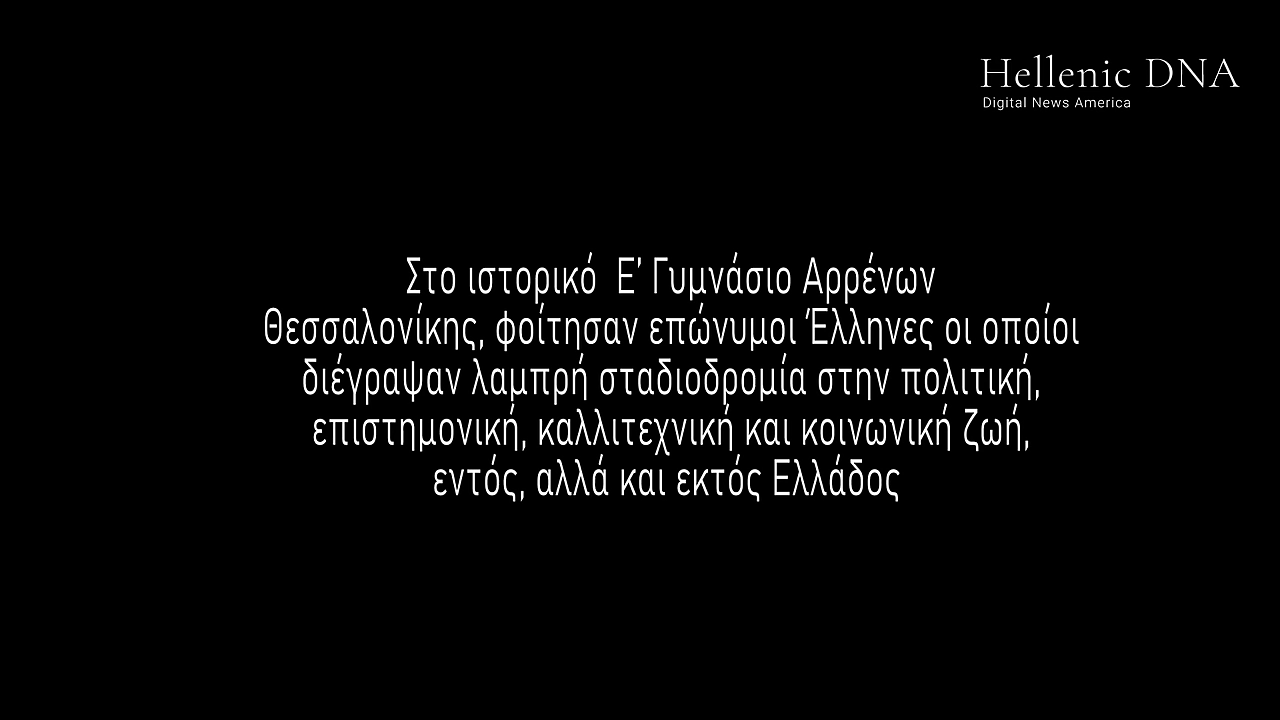 Hellenic DNA
Digital News America
Στο ιστορικό Ε' Γυμνάσιο Αρρένων
Θεσσαλονίκης, φοίτησαν επώνυμοι Έλληνες οι οποίοι
διέγραψαν λαμπρή σταδιοδρομία στην πολιτική,
επιστημονική, καλλιτεχνική και κοινωνική ζωή,
εντός, αλλά και εκτός Ελλάδος